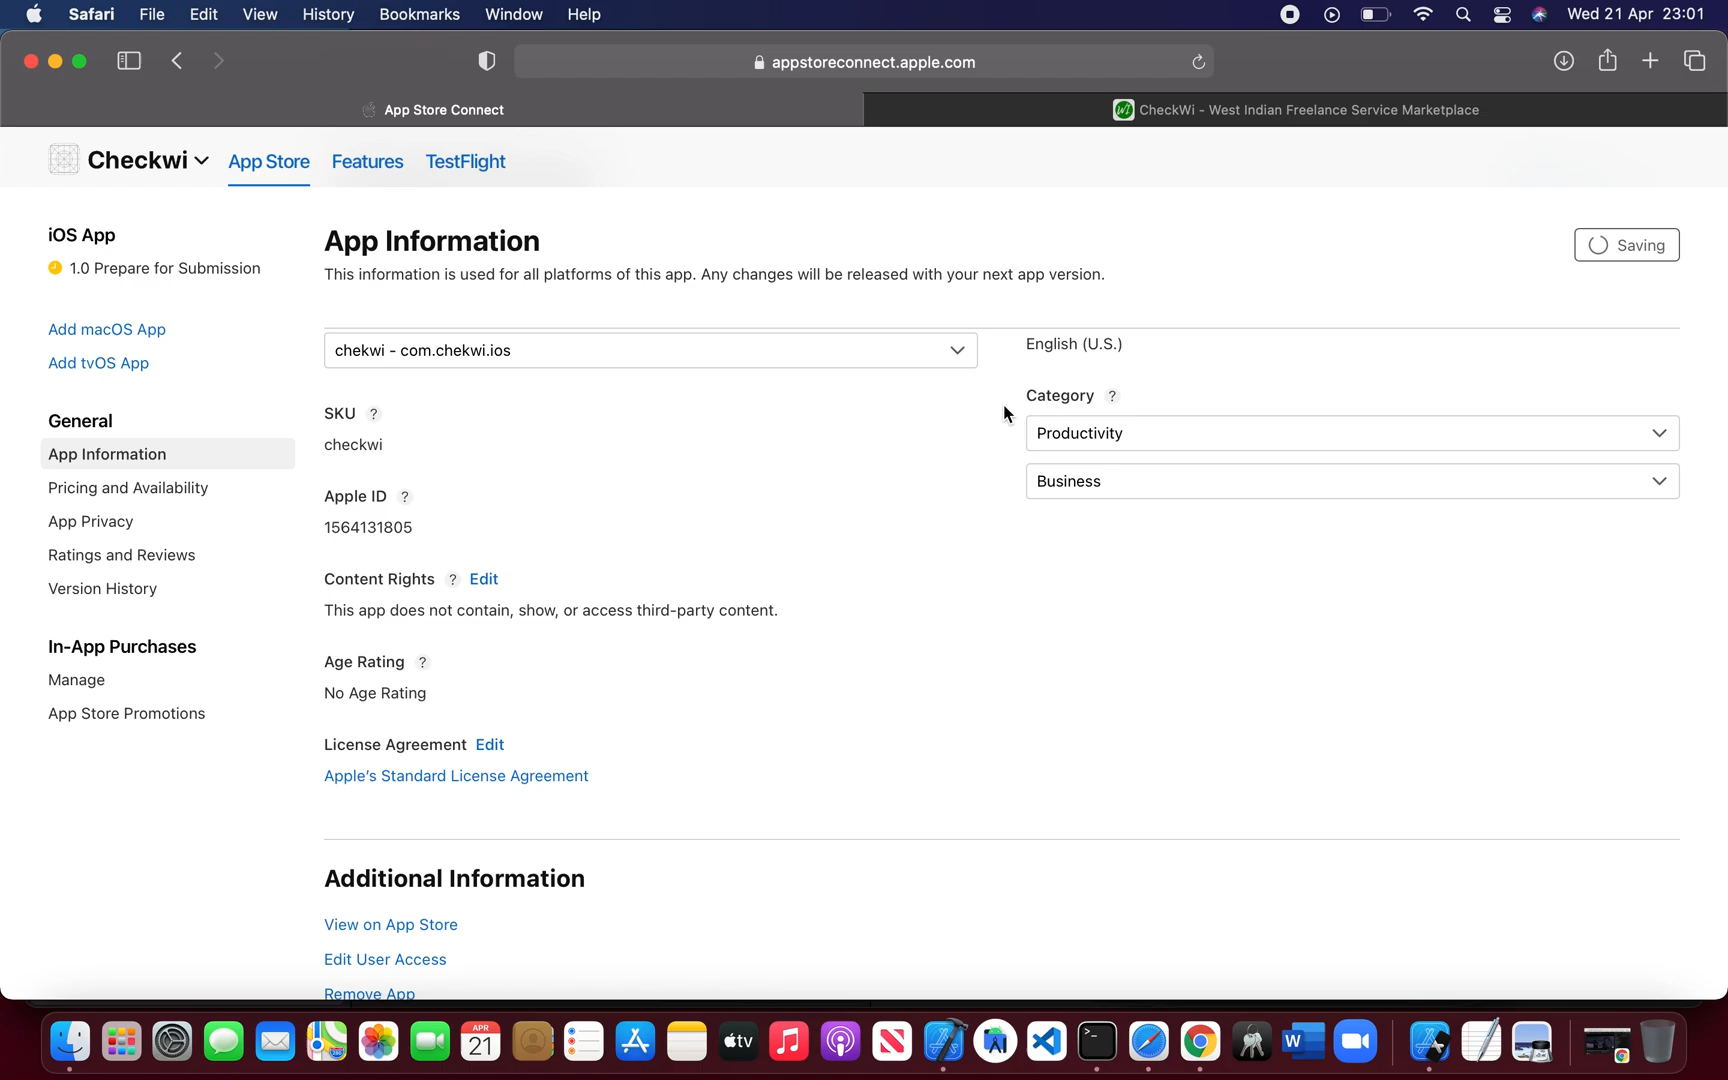 Safari File Edit View History Bookmarks Window Help Wed 21 Apr 23:01
appstoreconnect.apple.com
App Store Connect
CheckWi - West Indian Freelance Service Marketplace
Checkwi App Store Features TestFlight
iOS App
1.0 Prepare for Submission
Add macOS App
Add tvOS App
General
App Information
Pricing and Availability
App Privacy
Ratings and Reviews
Version History
In-App Purchases
Manage
App Store Promotions
App Information
Saving
This information is used for all platforms of this app. Any changes will be released with your next app version.
chekwi - com.chekwi.ios
SKU ?
checkwi
Apple ID ?
1564131805
Content Rights ? Edit
This app does not contain, show, or access third-party content.
Age Rating ?
No Age Rating
License Agreement Edit
Apple's Standard License Agreement
English (U.S.)
Category ?
Productivity
Business
Additional Information
View on App Store
Edit User Access
Remove App
APR
21
tv
W